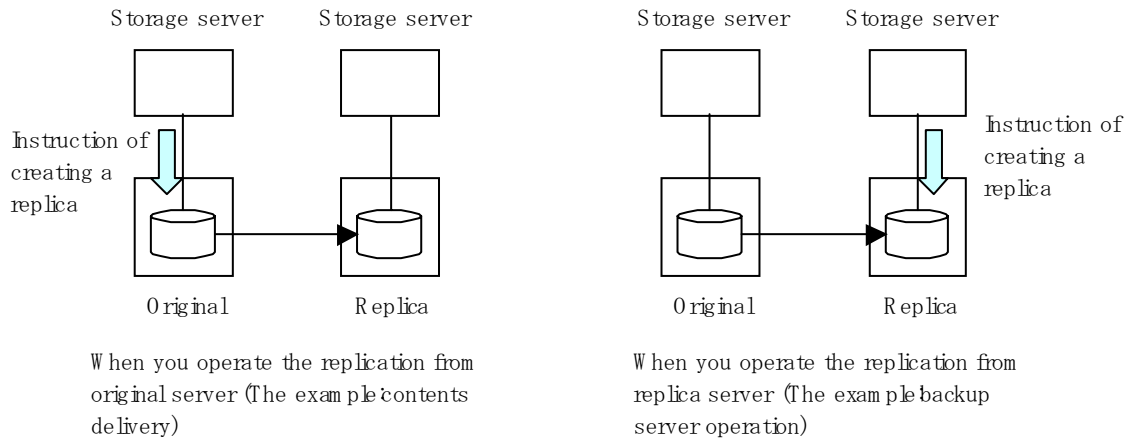 Storage server
Storage server
Instruction of
creating a
replica
Original
Replica
When you operate the replication from
original server (The example:contents
delivery)
Storage server
Storage server
Instruction of
creating a
replica
Original
Replica
When you operate the replication from
replica server (The example:backup
server operation)